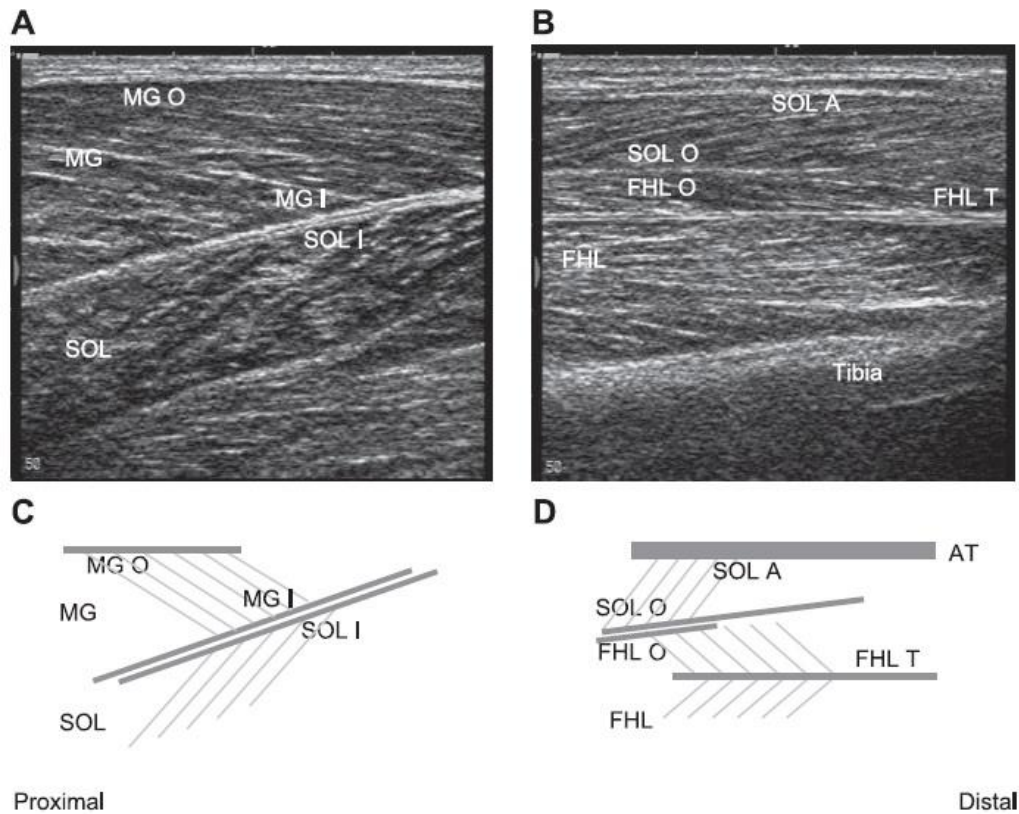 A
B
MG O
MG
MG I
SOL I
SOL
50
SOL A
SOL O
FHL O
FHL T
FHL
Tibia
50
C
D
MG O
MG
MG I
SOL I
SOL
AT
SOL A
SOL O
FHL O
FHL T
FHL
Proximal
Distal